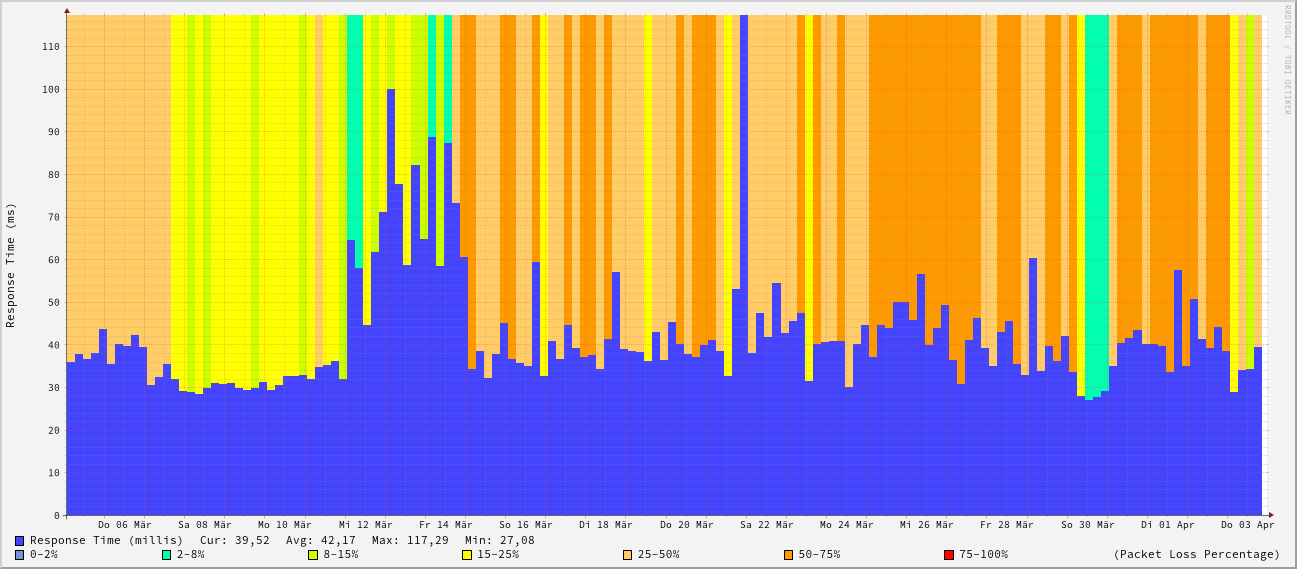 RRDTOOL / TOBI OETIKER
Response Time (ms)
110
100
90
80
70
60
50
40
30
20
10
0
Do 06 Mär Sa 08 Mär Mo 10 Mär Mi 12 Mär Fr 14 Mär So 16 Mär Di 18 Mär Do 20 Mär Sa 22 Mär Mo 24 Mär Mi 26 Mär Fr 28 Mär So 30 Mär Di 01 Apr Do 03 Apr
Response Time (millis) Cur: 39,52 Avg: 42,17 Max: 117,29 Min: 27,08
0-2% 2-8% 8-15% 15-25% 25-50% 50-75% 75-100% (Packet Loss Percentage)